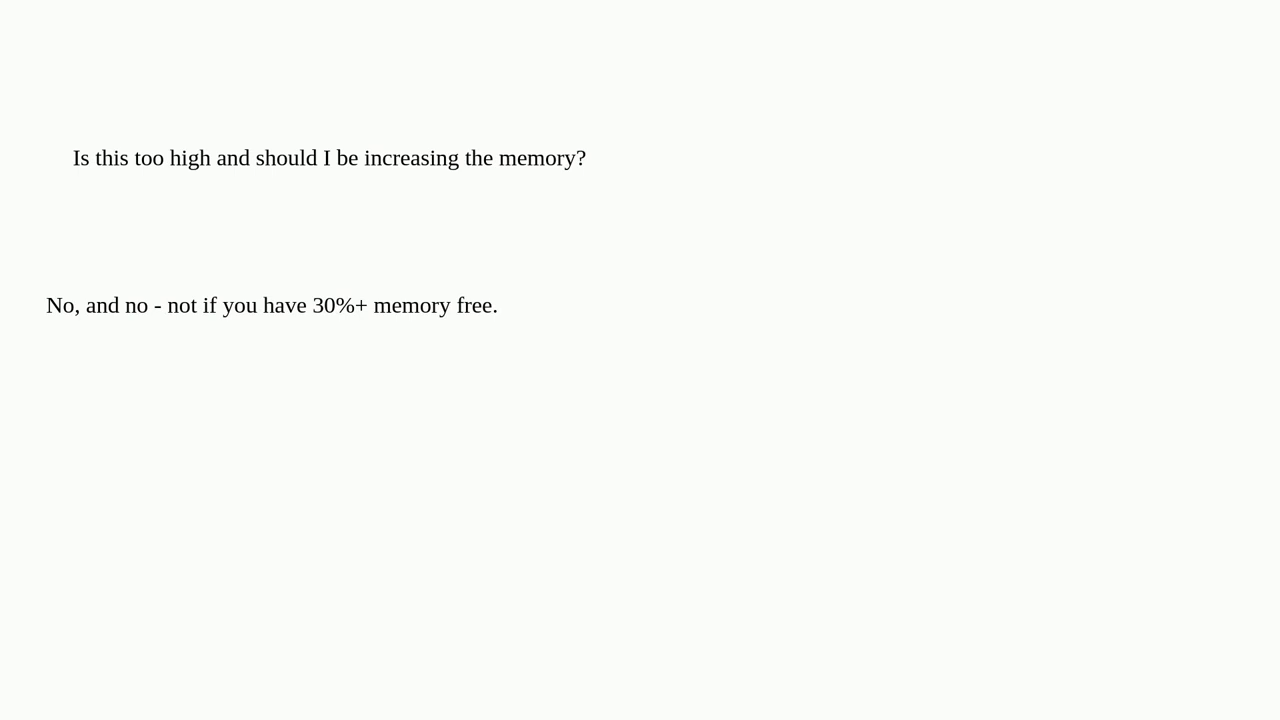 Is this too high and should I be increasing the memory?
No, and no - not if you have 30%+ memory free.